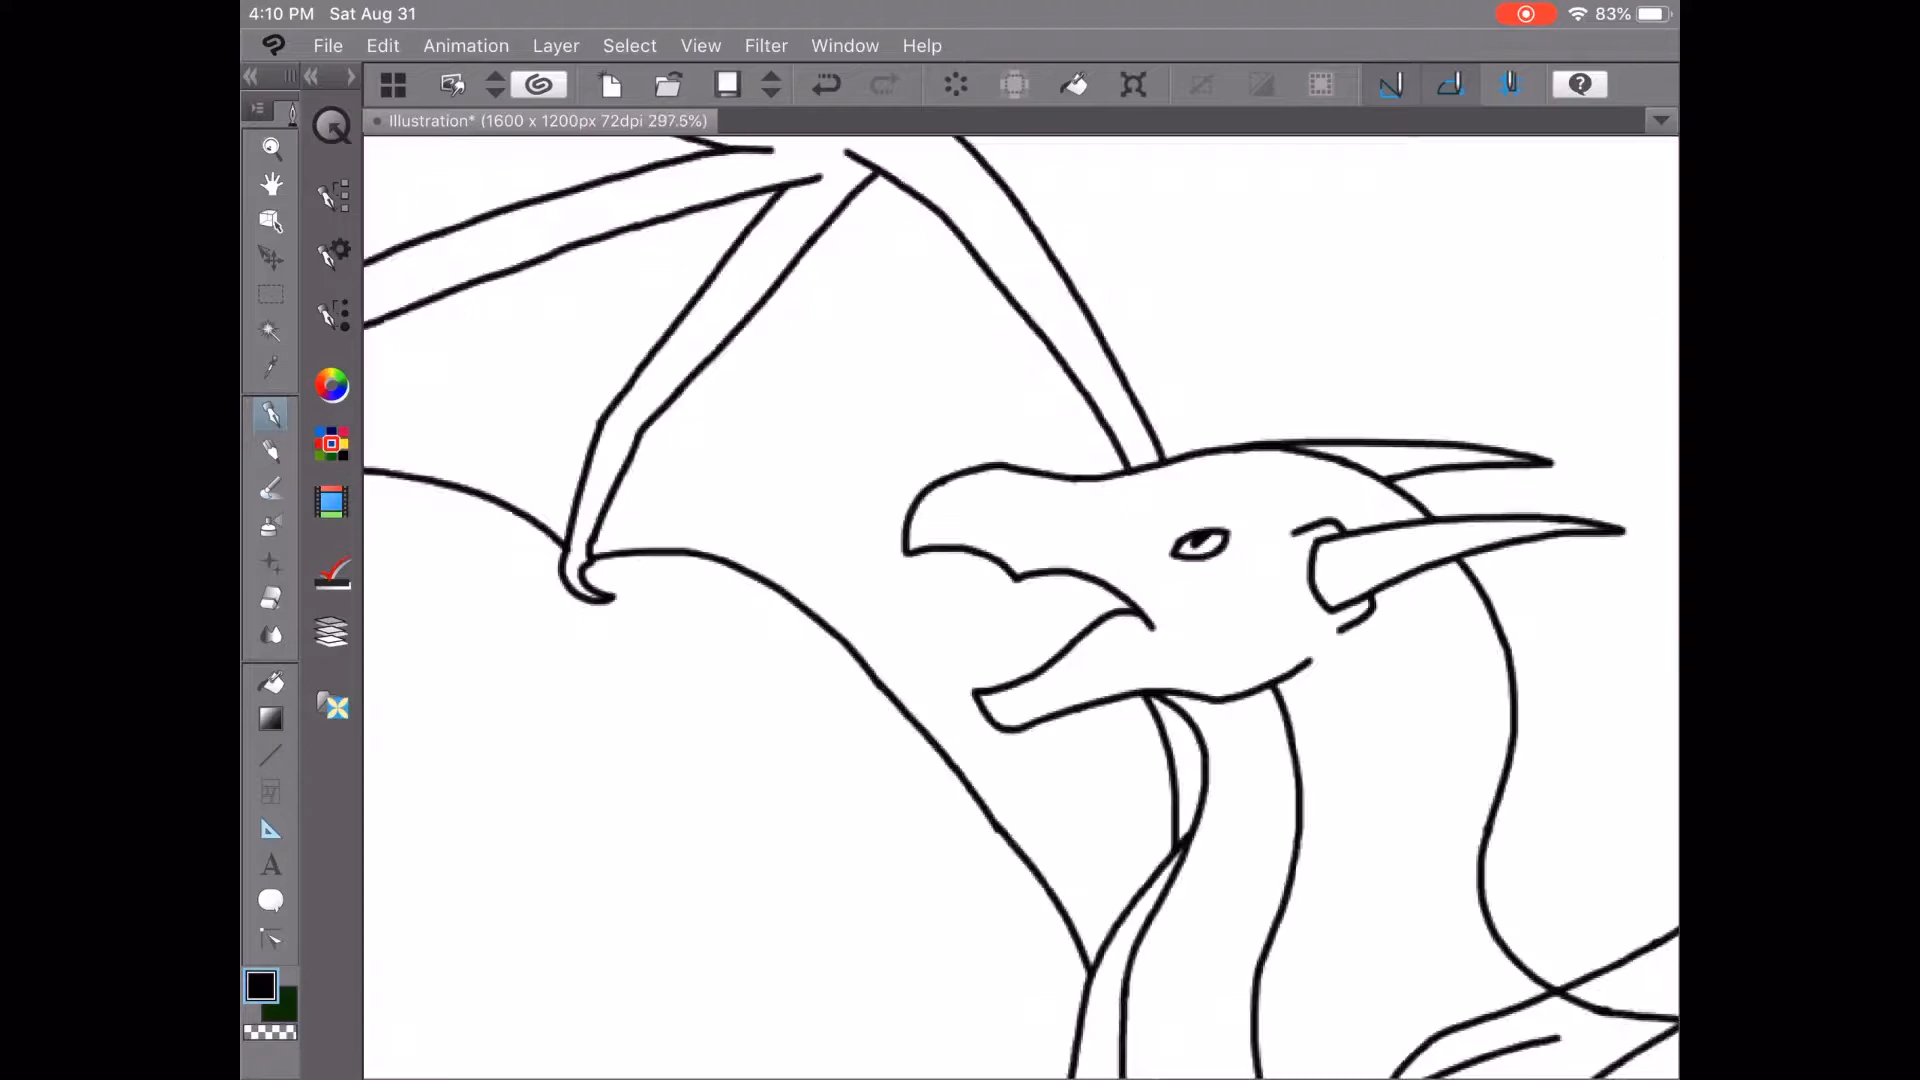 4:10 PM Sat Aug 31 83%
File Edit Animation Layer Select View Filter Window Help
Illustration* (1600 x 1200px 72dpi 297.5%)